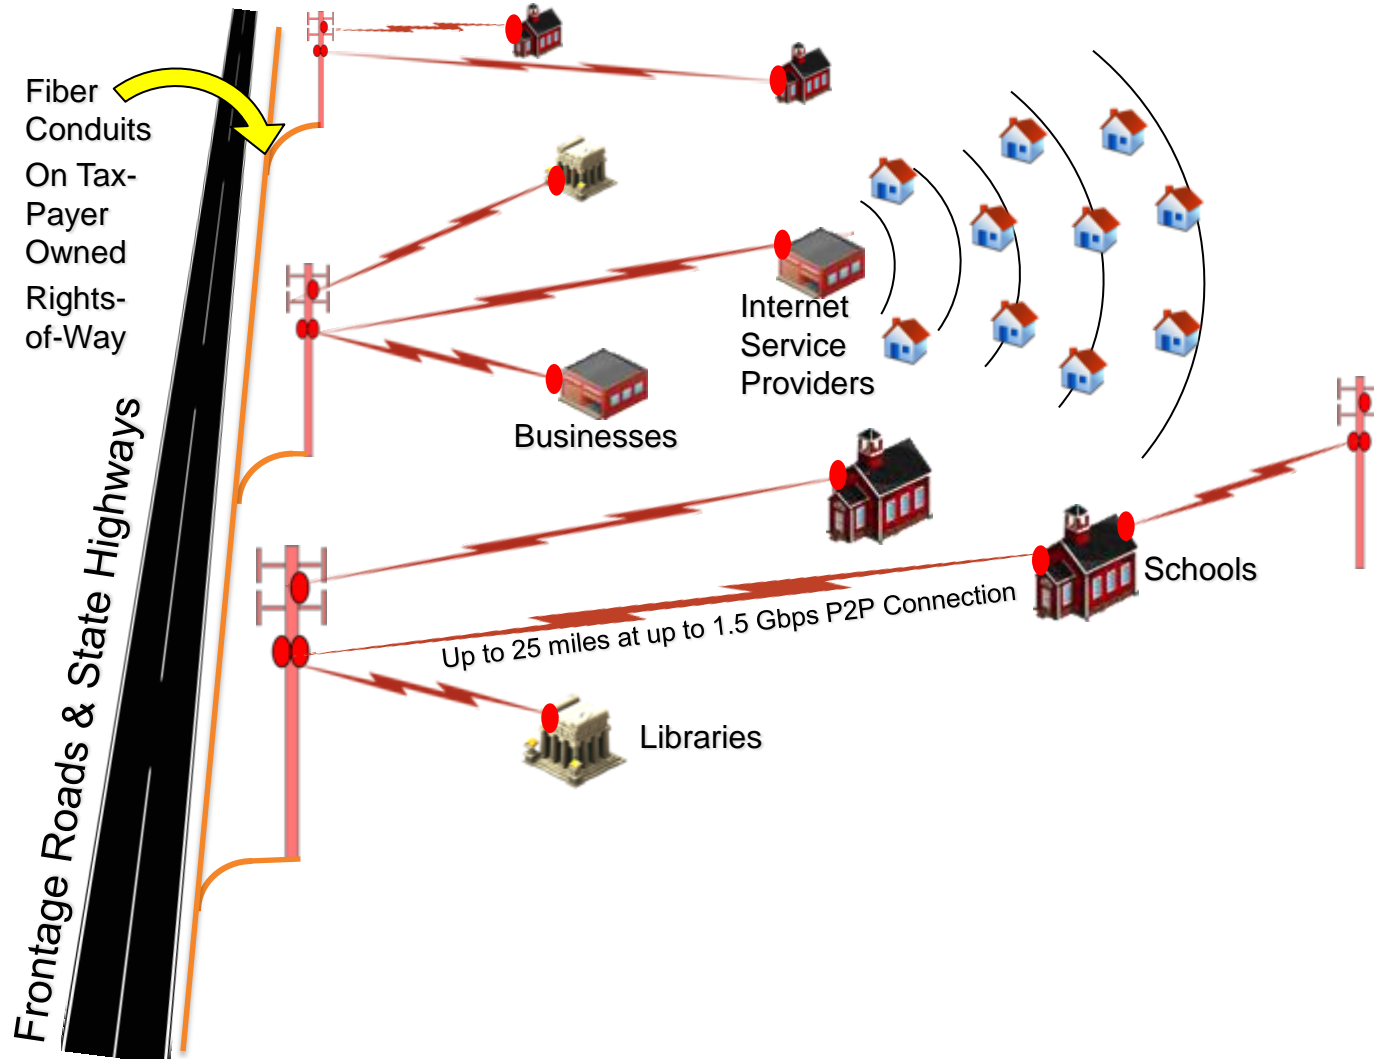 Fiber
Conduits
On Tax-
Payer
Owned
Rights-
of-Way
Frontage Roads & State Highways
Internet
Service
Providers
Businesses
Schools
Up to 25 miles at up to 1.5 Gbps P2P Connection
Libraries